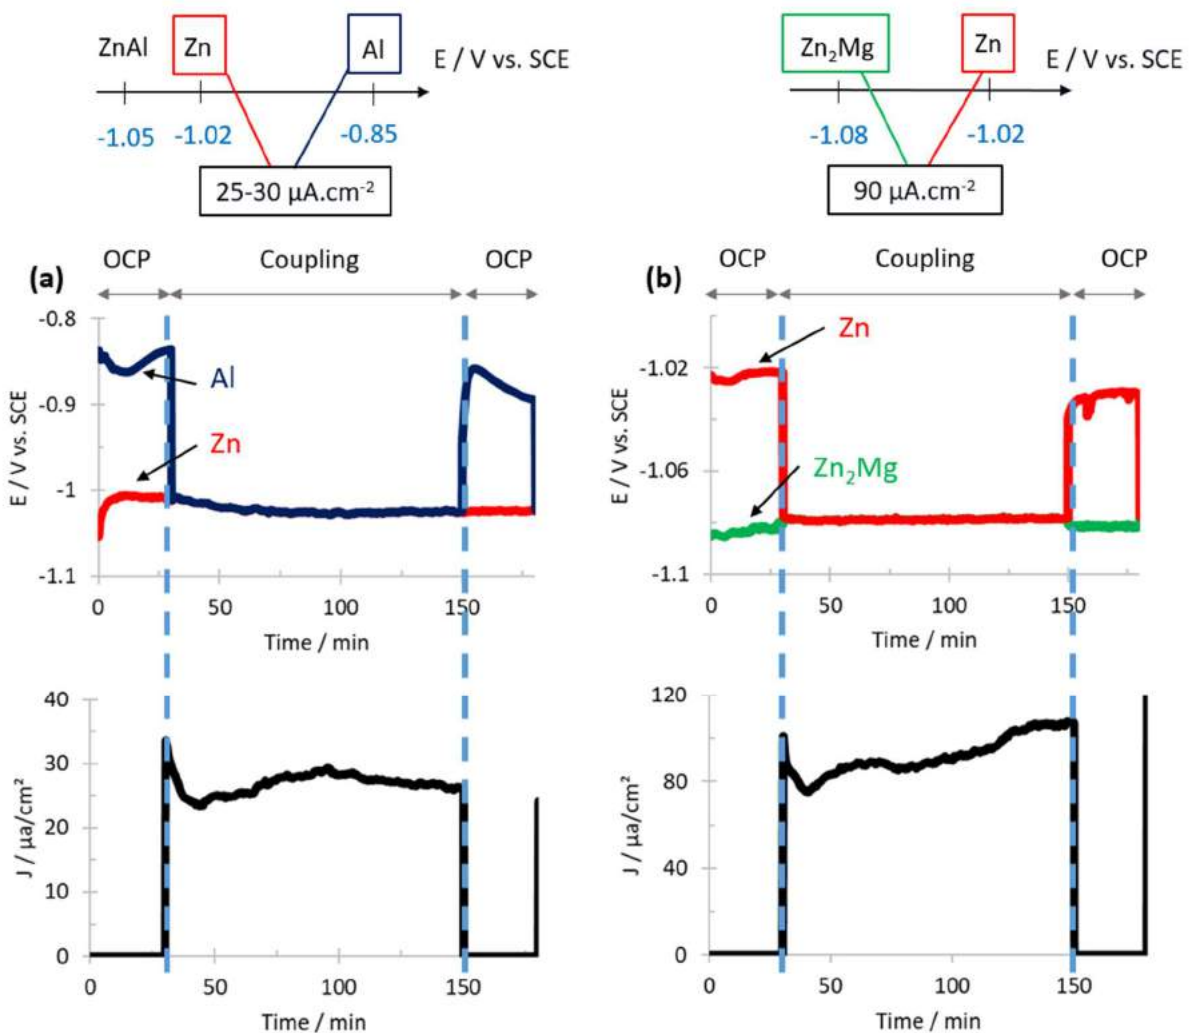 ZnAl Zn Al E / V vs. SCE
-1.05 -1.02 -0.85
25-30 µA.cm⁻²
Zn₂Mg Zn E / V vs. SCE
-1.08 -1.02
90 µA.cm⁻²
(a)
OCP Coupling OCP
-0.8
-0.9
-1
-1.1
E / V vs. SCE
Al
Zn
0 50 100 150
Time / min
40
30
20
10
0
J / µa/cm²
0 50 100 150
Time / min
(b)
OCP Coupling OCP
-1.02
-1.06
-1.1
E / V vs. SCE
Zn
Zn₂Mg
0 50 100 150
Time / min
120
80
40
0
J / µa/cm²
0 50 100 150
Time / min